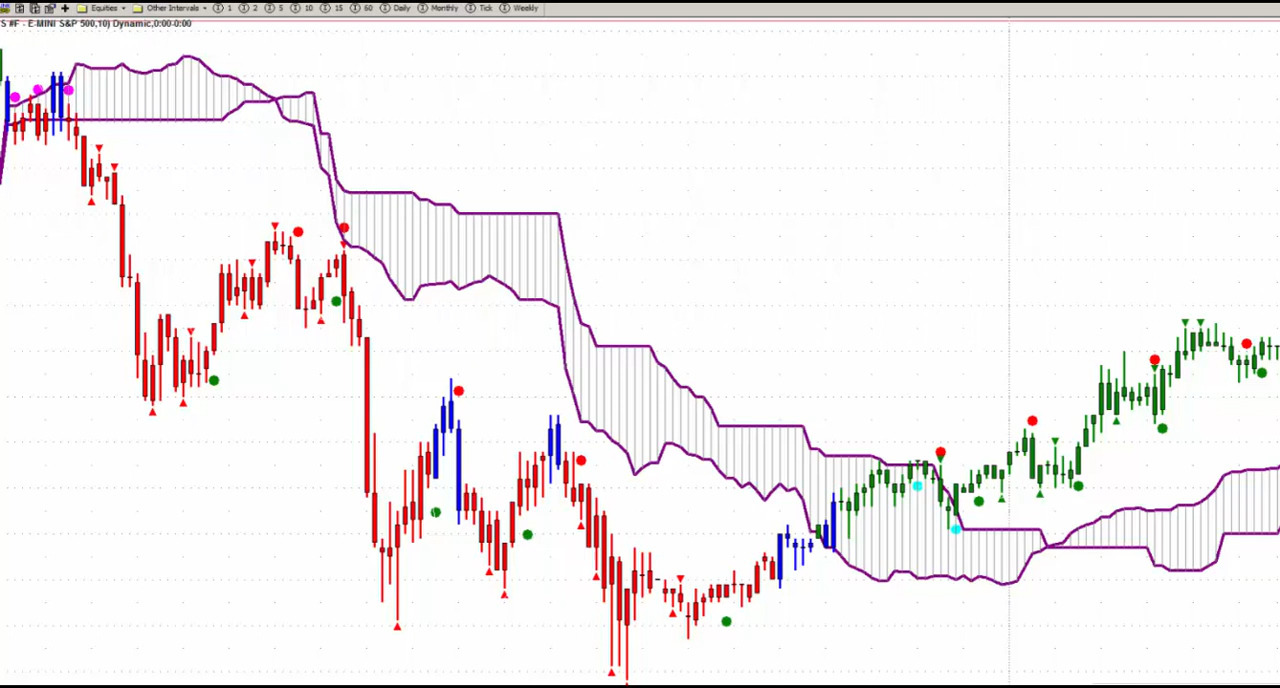 Equities Other Intervals 1 2 5 10 15 60 Daily Monthly Tick Weekly
S #F - E-MINI S&P 500,10) Dynamic,0:00-0:00